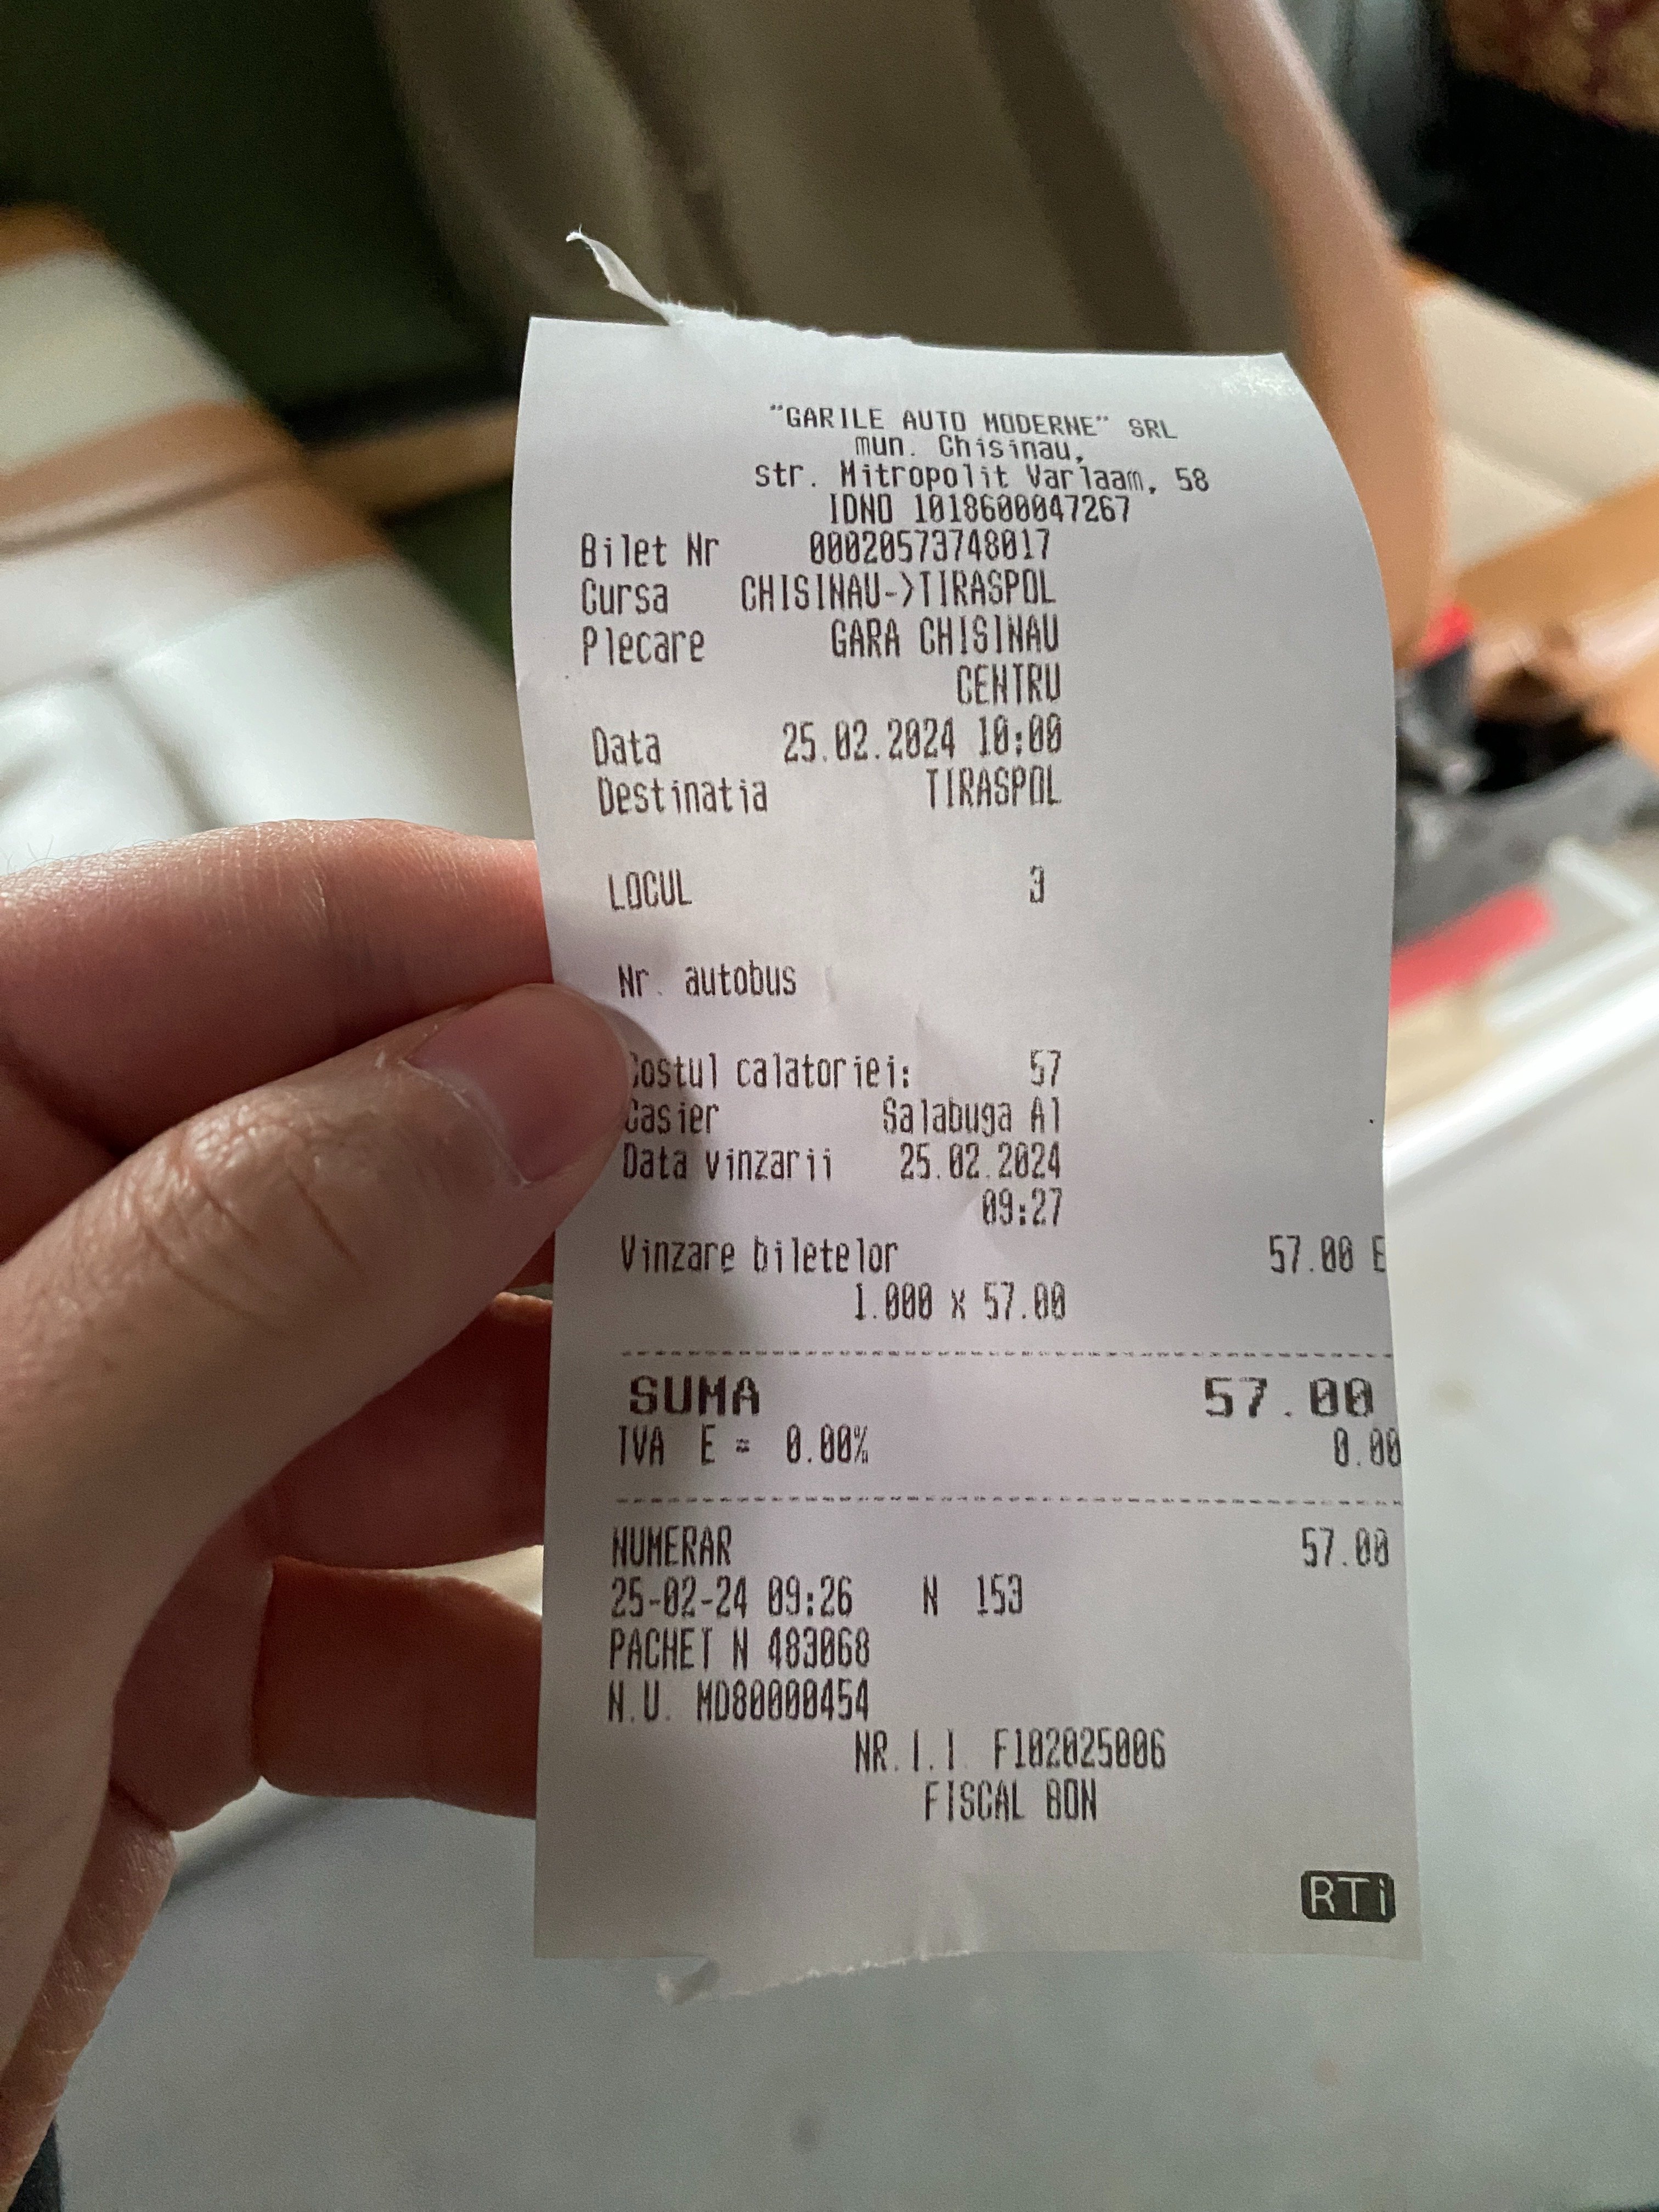 "GARILE AUTO MODERNE" SRL
mun. Chisinau,
str. Mitropolit Varlaam, 58
IDNO 1018600047267
Bilet Nr 00020573748017
Cursa CHISINAU->TIRASPOL
Plecare GARA CHISINAU
CENTRU
Data 25.02.2024 10:00
Destinatia TIRASPOL
LOCUL 3
Nr. autobus
Costul calatoriei: 57
Casier Salabuga Al
Data vinzarii 25.02.2024
09:27
Vinzare biletelor 57.00 E
1.000 x 57.00
SUMA 57.00
TVA E = 0.00% 0.00
NUMERAR 57.00
25-02-24 09:26 N 153
PACHET N 483068
N.U. MD80000454
NR.I.I. F102025006
FISCAL BON
RTi